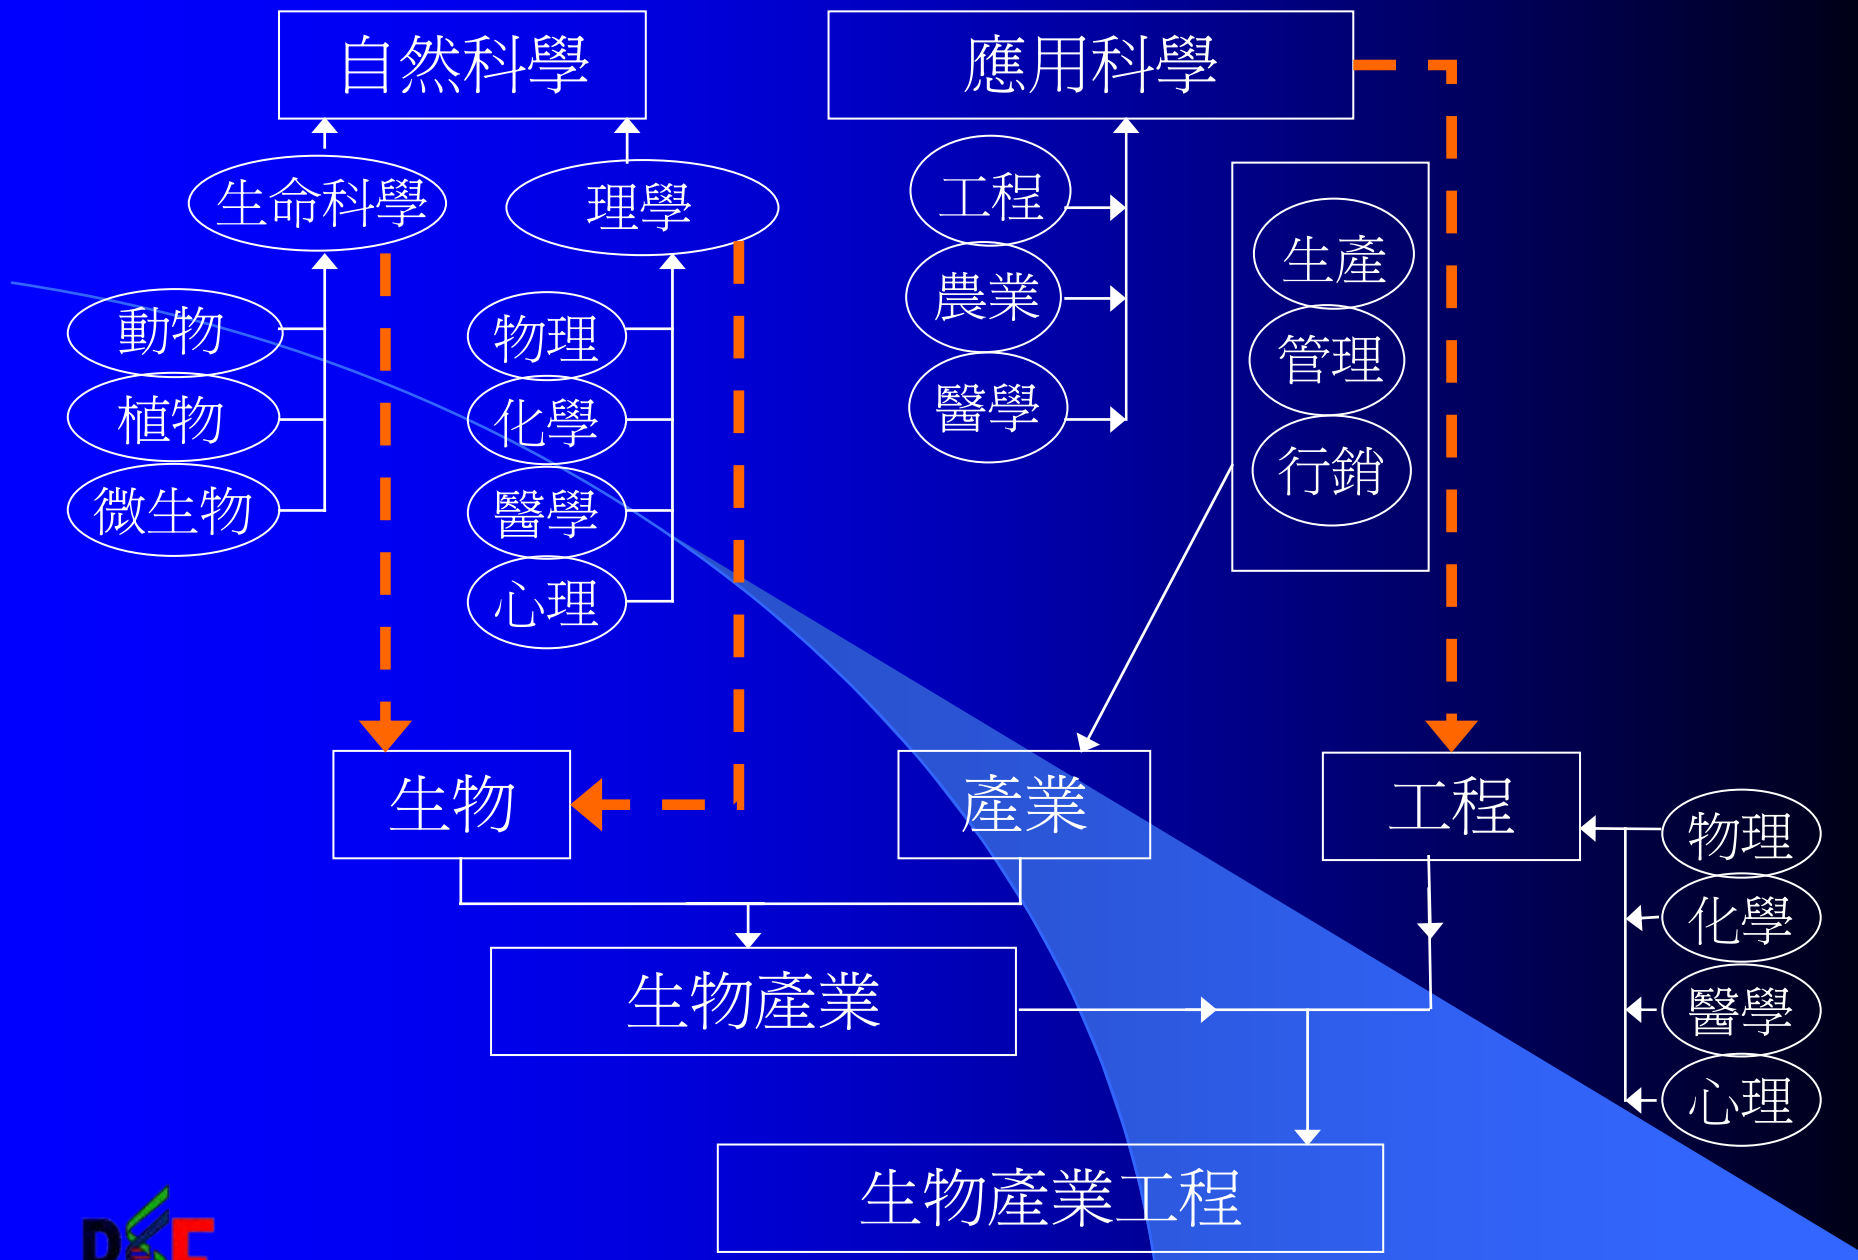 自然科學
應用科學
生命科學
理學
動物
植物
微生物
物理
化學
醫學
心理
工程
農業
醫學
生產
管理
行銷
生物
產業
工程
物理
化學
醫學
心理
生物產業
生物產業工程